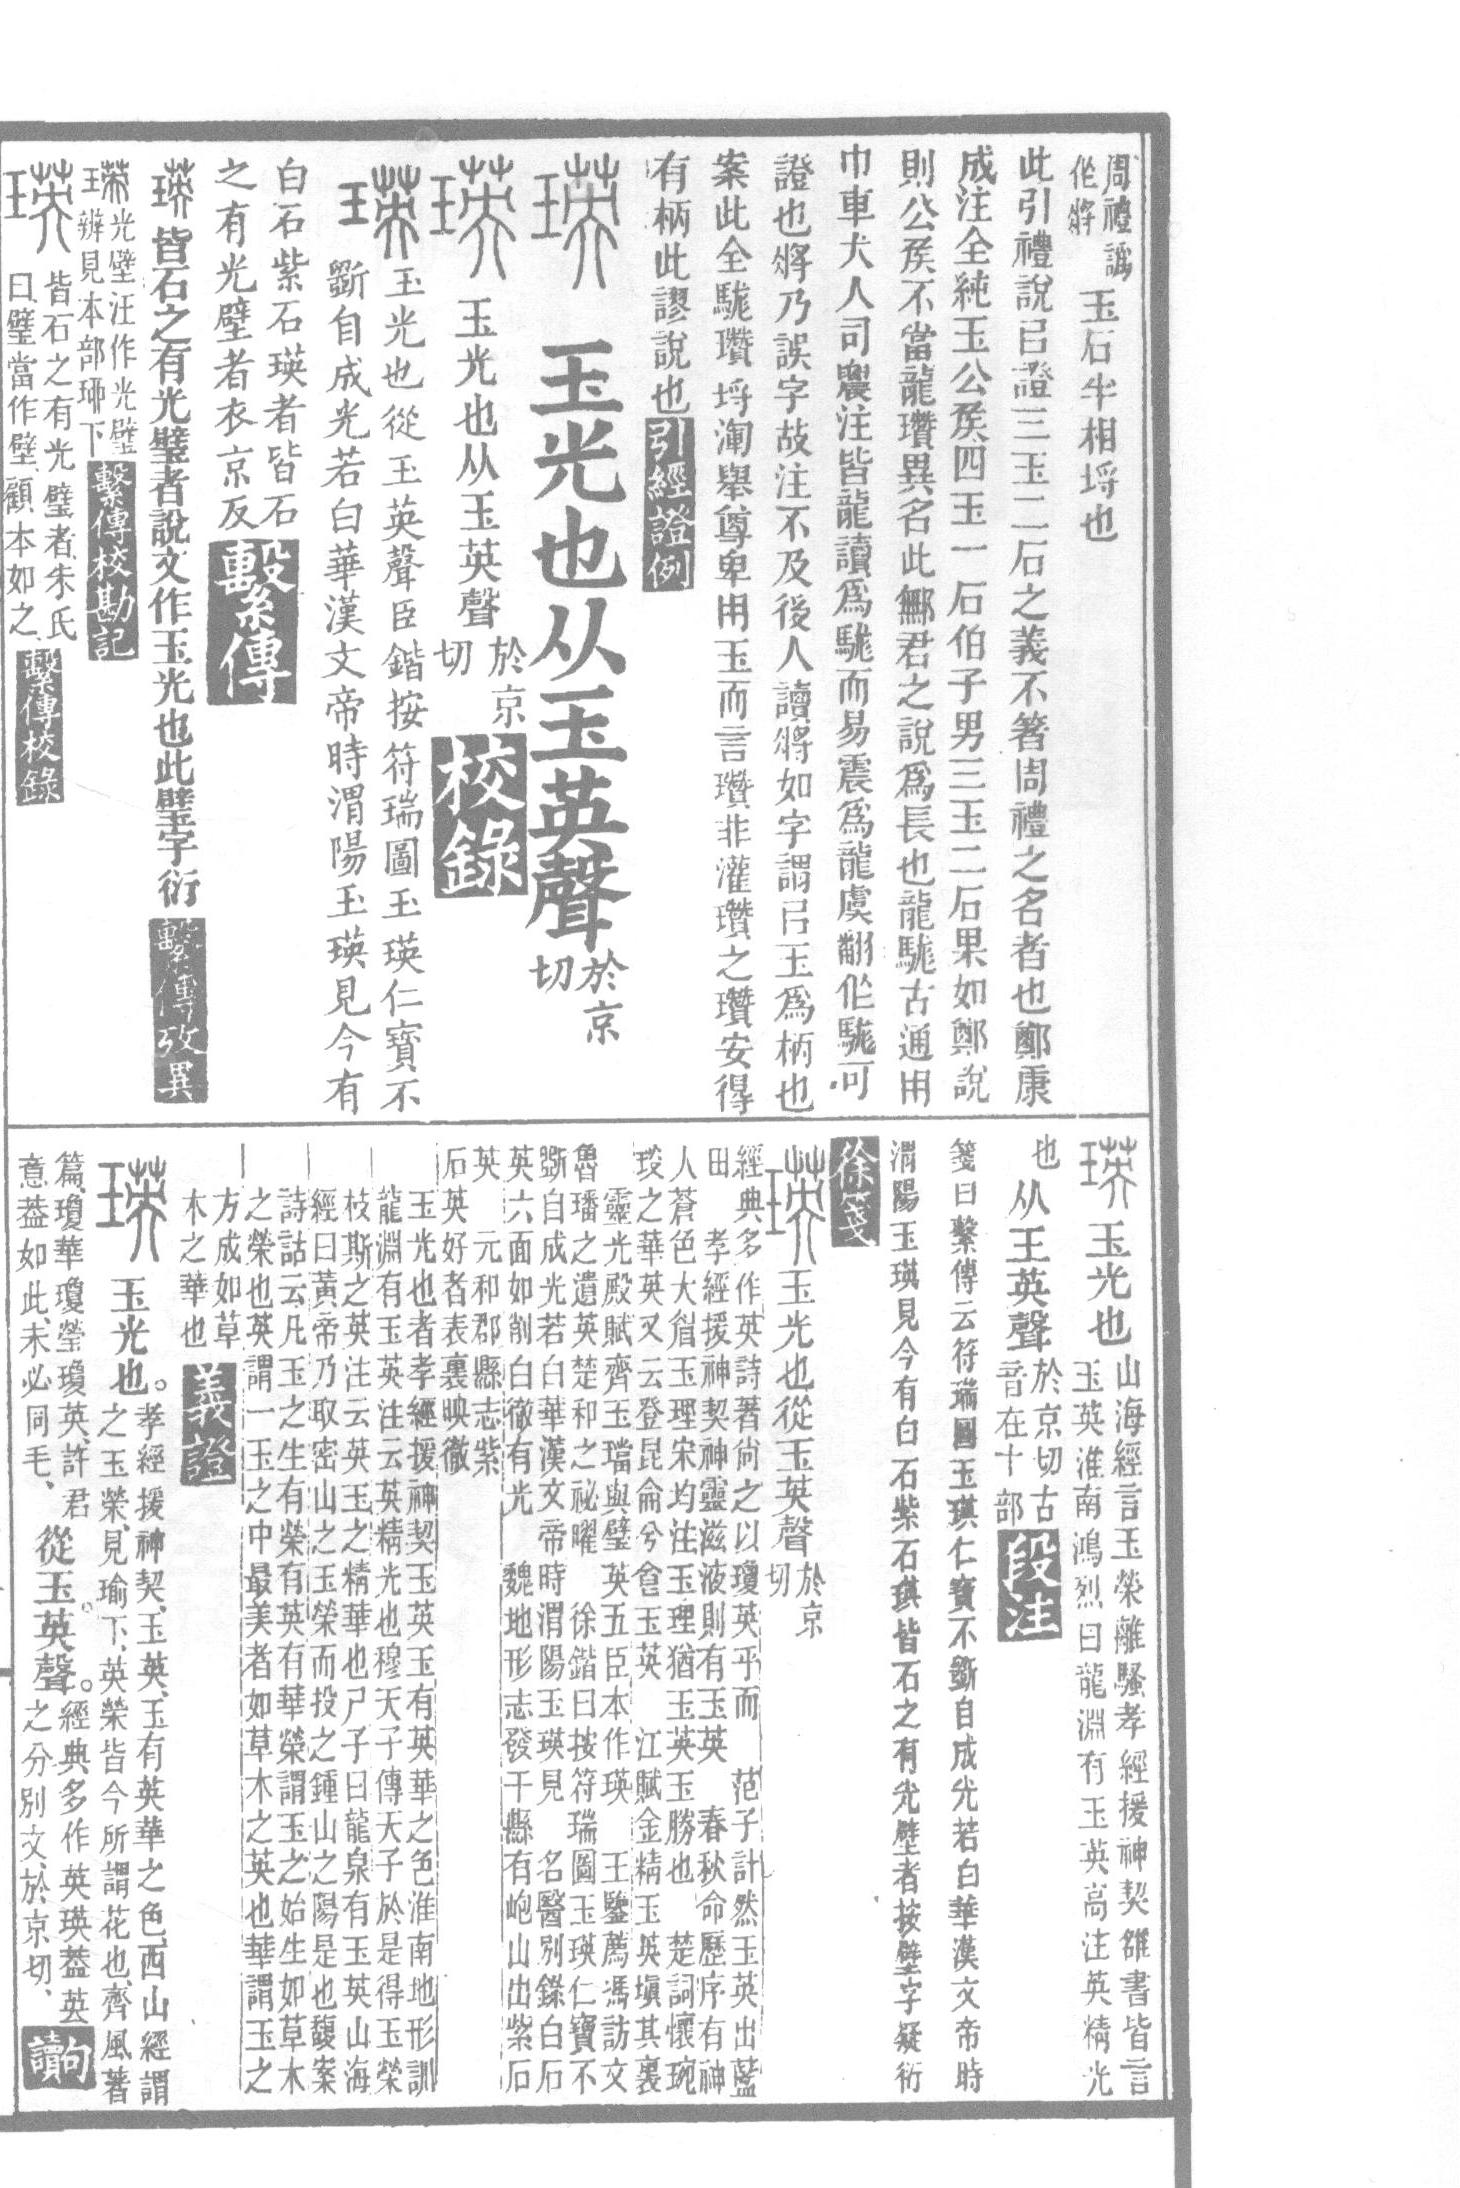 周禮說
作將
玉石半相埒也
此引禮說㠯證三玉二石之義不箸周禮之名者也鄭康
成注全純玉公矦四玉一石伯子男三玉二石果如鄭說
則公矦不當龍瓚異名此鄦君之說爲長也龍駹古通用
巾車犬人司農注皆龍讀爲駹而易震爲龍虞翻作駹可
證也將乃誤字故注不及後人讀將如字謂㠯玉爲柄也
案此全駹瓚埒渾舉尊卑用玉而言瓚非灌瓚之瓚安得
有柄此謬說也引經證例
瑛 玉光也从玉英聲於京切
瑛 玉光也从玉英聲於京切校錄
瑛玉光也從玉英聲臣鍇按符瑞圖玉瑛仁寶不
斷自成光若白華漢文帝時渭陽玉瑛見今有
白石紫石瑛者皆石
之有光璧者衣京反繫傳
瑛皆石之有光璧者說文作玉光也此璧字衍繫傳攷異
瑛光璧汪作光璧
辨見本部㻫下繫傳校勘記
瑛皆石之有光璧者朱氏
曰璧當作壁顧本如之繫傳校錄
瑛玉光也山海經言玉榮離騷孝經援神契雒書皆言
玉英淮南鴻烈曰龍淵有玉英高注英精光
也从王英聲於京切古
音在十部段注
箋曰繫傳云符瑞圖玉瑛仁寶不斷自成光若白華漢文帝時
渭陽玉瑛見今有白石紫石瑛皆石之有光璧者按璧字疑衍
徐箋
瑛玉光也從玉英聲於京切
經典多作英詩著尙之以瓊英乎而 范子計然玉英出藍
田 孝經援神契神靈滋液則有玉英 春秋命歷序有神
人蒼色大眉玉理宋均注玉理猶玉英玉勝也 楚詞懷琬
琰之華英又云登昆侖兮食玉英 江賦金精玉英瑱其裏
靈光殿賦齊玉璫與璧英五臣本作瑛 王鑒薦馮訪文
魯璠之遺英楚和之祕曜 徐鍇曰按符瑞圖玉瑛仁寶不
斷自成光若白華漢文帝時渭陽玉瑛見 名醫別錄白石
英六面如削白徹有光 魏地形志發干縣有岠山出紫石
英 元和郡縣志紫
石英好者表裏映徹
玉光也者孝經援神契玉英玉有英華之色淮南地形訓
龍淵有玉英注云英精光也穆天子傳天子於是得玉榮
枝斯之英注云英玉之精華也尸子曰龍泉有玉英山海
經曰黃帝乃取密山之玉榮而投之鍾山之陽是也馥案
詩詁云凡玉之生有榮有英有華榮謂玉之始生如草木
之榮也英謂一玉之中最美者如草木之英也華謂玉之
方成如草
木之華也 義證
瑛玉光也。孝經援神契、玉英、玉有英華之色、西山經謂
之玉榮、見瑜下、英榮皆今所謂花也、齊風著
篇、瓊華瓊瑩瓊英、許君
意葢如此、未必同毛、從玉英聲。經典多作英、英瑛葢㒳
之分別文、於京切、句讀